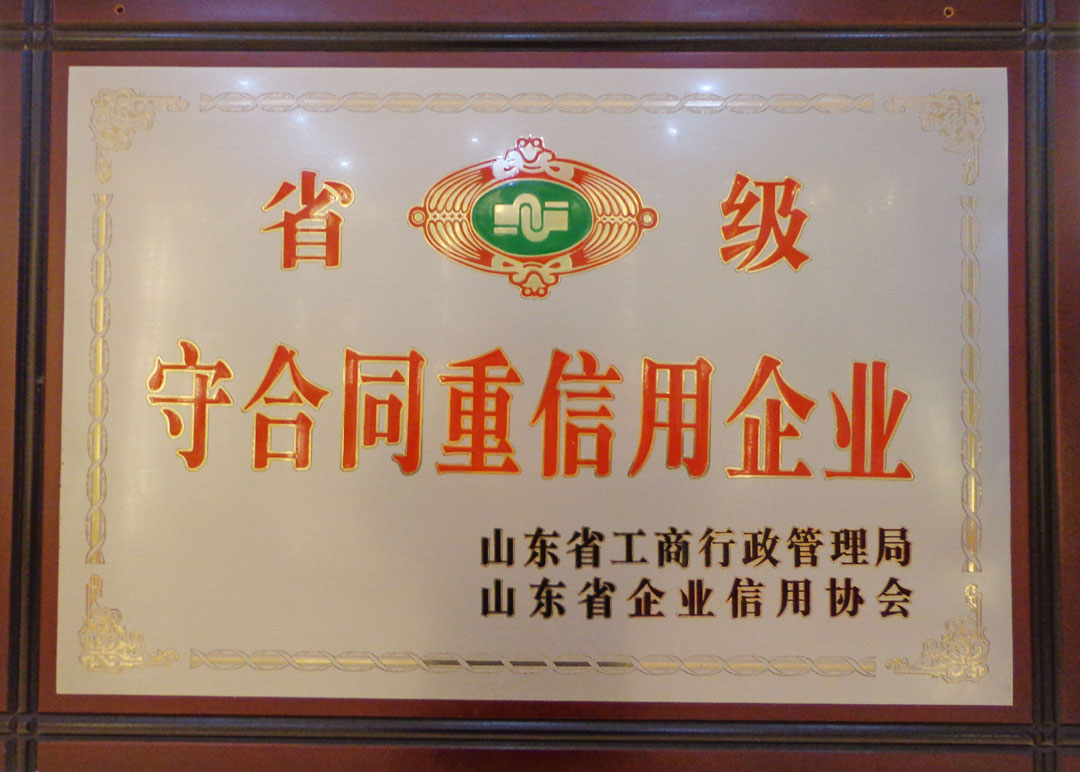 省级
守合同重信用企业
山东省工商行政管理局
山东省企业信用协会